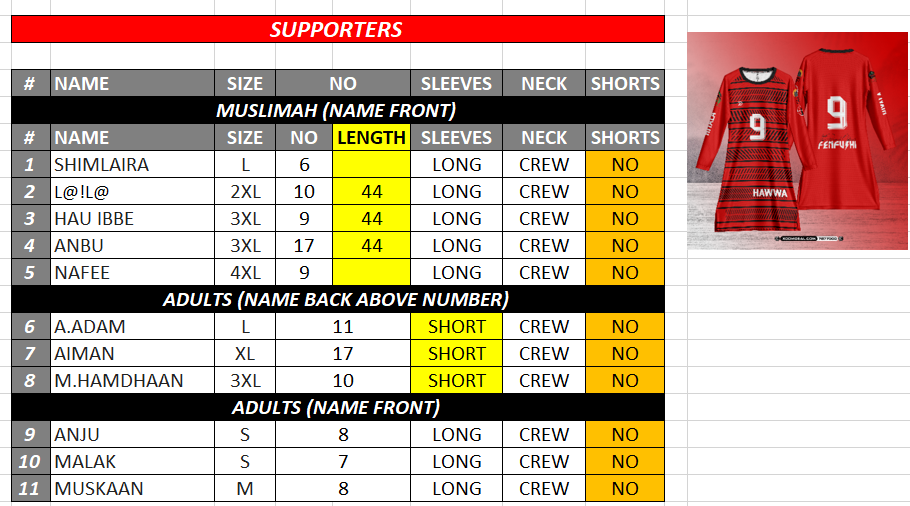 SUPPORTERS
# NAME SIZE NO SLEEVES NECK SHORTS
MUSLIMAH (NAME FRONT)
# NAME SIZE NO LENGTH SLEEVES NECK SHORTS
1 SHIMLAIRA L 6 LONG CREW NO
2 L@!L@ 2XL 10 44 LONG CREW NO
3 HAU IBBE 3XL 9 44 LONG CREW NO
4 ANBU 3XL 17 44 LONG CREW NO
5 NAFEE 4XL 9 LONG CREW NO
ADULTS (NAME BACK ABOVE NUMBER)
6 A.ADAM L 11 SHORT CREW NO
7 AIMAN XL 17 SHORT CREW NO
8 M.HAMDHAAN 3XL 10 SHORT CREW NO
ADULTS (NAME FRONT)
9 ANJU S 8 LONG CREW NO
10 MALAK S 7 LONG CREW NO
11 MUSKAAN M 8 LONG CREW NO
9
9
FENFUSHI
HAWWA